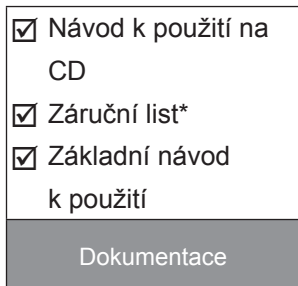 ☑ Návod k použití na
CD
☑ Záruční list*
☑ Základní návod
k použití
Dokumentace